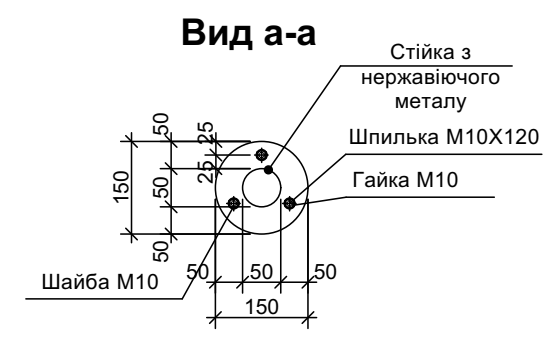 Вид а-а
Стійка з
нержавіючого
металу
Шпилька М10Х120
Гайка М10
50
25
25
150
50
50
Шайба М10
50
50
50
150